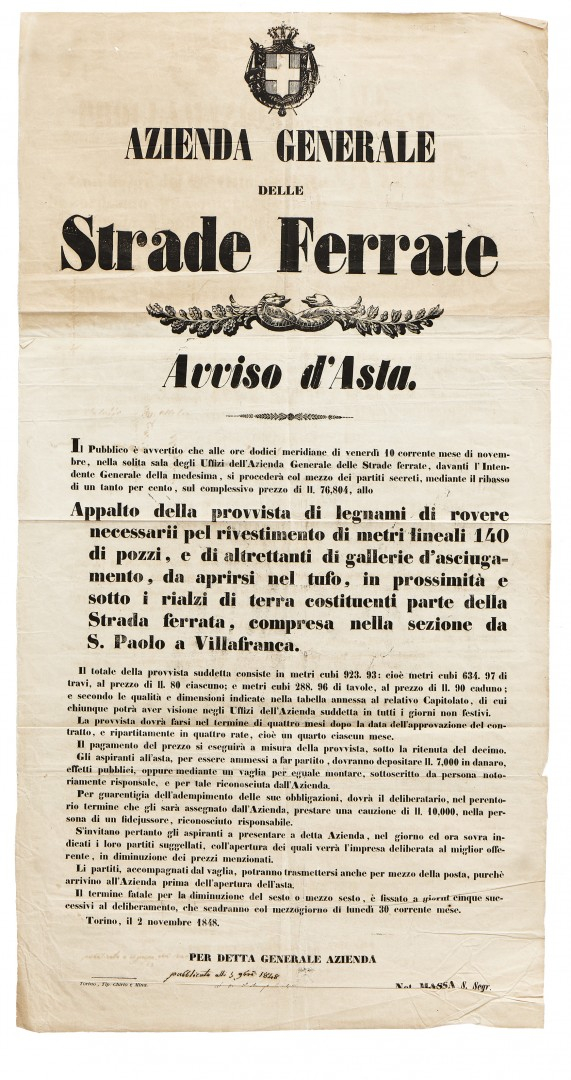 AZIENDA GENERALE
DELLE
Strade Ferrate
Avviso d'Asta.
Il Pubblico è avvertito che alle ore dodici meridiane di venerdì 10 corrente mese di novem-
bre, nella solita sala degli Uffizi dell'Azienda Generale delle Strade ferrate, davanti l'Inten-
dente Generale della medesima, si procederà col mezzo dei partiti secreti, mediante il ribasso
di un tanto per cento, sul complessivo prezzo di ll. 76,804, allo
Appalto della provvista di legnami di rovere
necessarii pel rivestimento di metri lineali 140
di pozzi, e di altrettanti di gallerie d'asciuga-
mento, da aprirsi nel tufo, in prossimità e
sotto i rialzi di terra costituenti parte della
Strada ferrata, compresa nella sezione da
S. Paolo a Villafranca.
Il totale della provvista suddetta consiste in metri cubi 923. 93: cioè metri cubi 634. 97 di
travi, al prezzo di ll. 80 ciascuno; e metri cubi 288. 96 di tavole, al prezzo di ll. 90 caduno;
e secondo le qualità e dimensioni indicate nella tabella annessa al relativo Capitolato, di cui
chiunque potrà aver visione negli Uffizi dell'Azienda suddetta in tutti i giorni non festivi.
La provvista dovrà farsi nel termine di quattro mesi dopo la data dell'approvazione del con-
tratto, e ripartitamente in quattro rate, cioè un quarto ciascun mese.
Il pagamento del prezzo si eseguirà a misura della provvista, sotto la ritenuta del decimo.
Gli aspiranti all'asta, per essere ammessi a far partito, dovranno depositare ll. 7,000 in danaro,
effetti pubblici, oppure mediante un vaglia per eguale montare, sottoscritto da persona noto-
riamente risponsale, e per tale riconosciuta dall'Azienda.
Per guarentigia dell'adempimento delle sue obbligazioni, dovrà il deliberatario, nel perento-
rio termine che gli sarà assegnato dall'Azienda, prestare una cauzione di ll. 10,000, nella per-
sona di un fidejussore, riconosciuto risponsabile.
S'invitano pertanto gli aspiranti a presentare a detta Azienda, nel giorno ed ora sovra in-
dicati i loro partiti suggellati, coll'apertura dei quali verrà l'impresa deliberata al miglior offe-
rente, in diminuzione dei prezzi menzionati.
Li partiti, accompagnati dal vaglia, potranno trasmettersi anche per mezzo della posta, purchè
arrivino all'Azienda prima dell'apertura dell'asta.
Il termine fatale per la diminuzione del sesto o mezzo sesto, è fissato a giorni cinque suc-
cessivi al deliberamento, che scadranno col mezzogiorno di lunedì 30 corrente mese.
Torino, il 2 novembre 1848.
PER DETTA GENERALE AZIENDA
pubblicato alli 3 9bre 1848
Torino, Tip. Chirio e Mina.
Not. MASSA S. Segr.